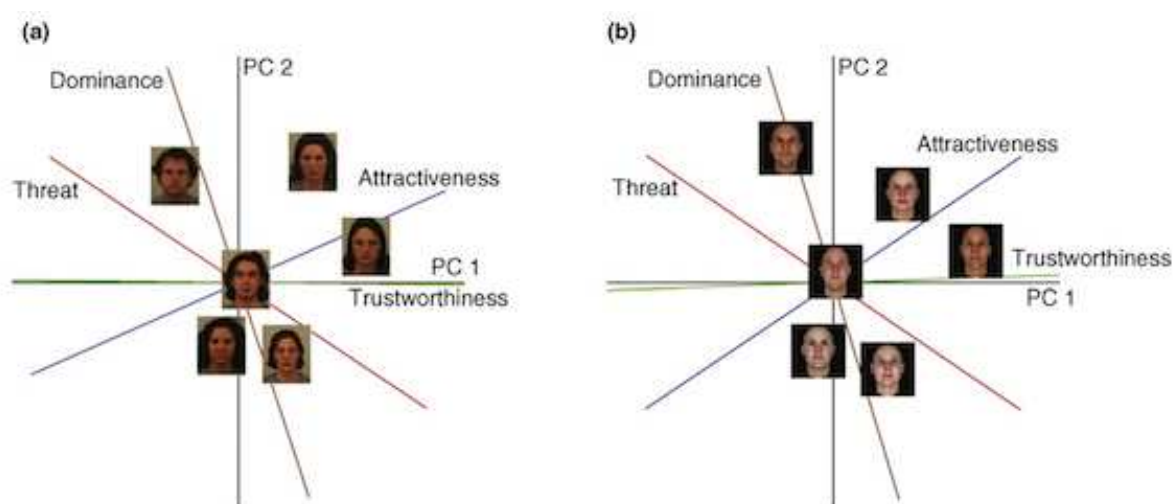 (a)
PC 2
Dominance
Threat
Attractiveness
PC 1
Trustworthiness
(b)
PC 2
Dominance
Attractiveness
Threat
Trustworthiness
PC 1